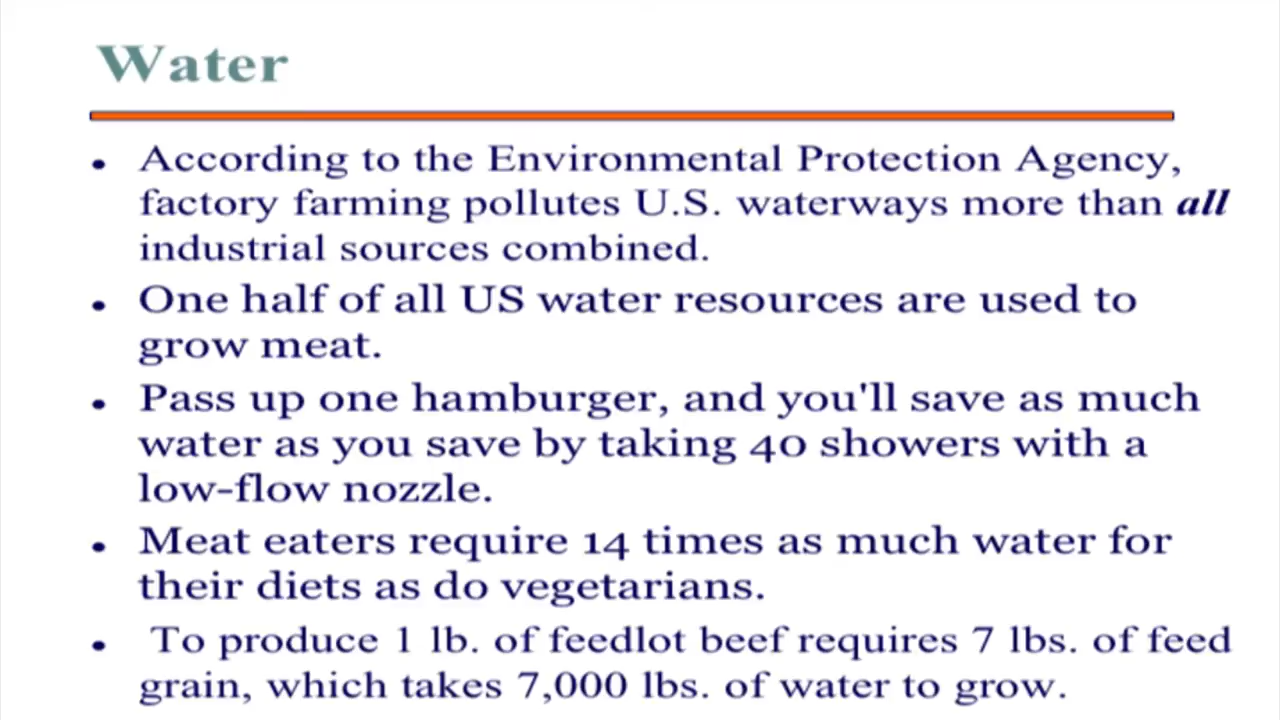 Water
• According to the Environmental Protection Agency,
factory farming pollutes U.S. waterways more than all
industrial sources combined.
• One half of all US water resources are used to
grow meat.
• Pass up one hamburger, and you'll save as much
water as you save by taking 40 showers with a
low-flow nozzle.
• Meat eaters require 14 times as much water for
their diets as do vegetarians.
• To produce 1 lb. of feedlot beef requires 7 lbs. of feed
grain, which takes 7,000 lbs. of water to grow.